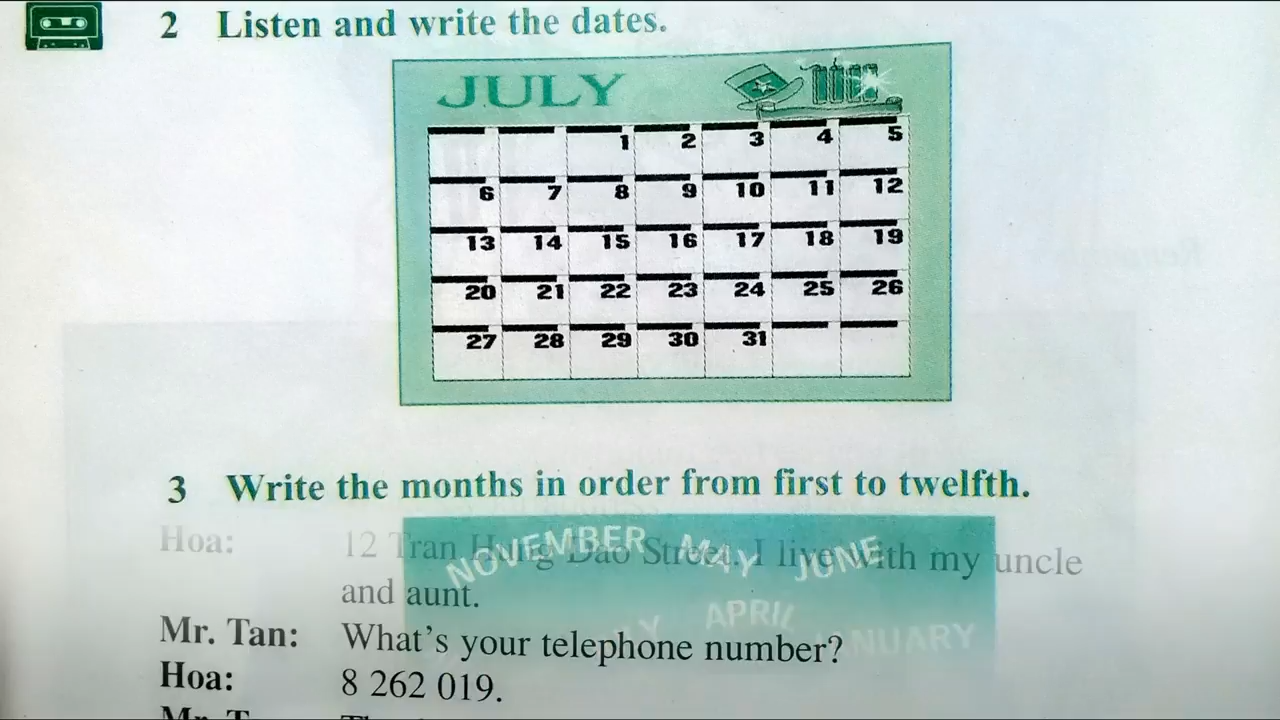 2 Listen and write the dates.
JULY
1 2 3 4 5
6 7 8 9 10 11 12
13 14 15 16 17 18 19
20 21 22 23 24 25 26
27 28 29 30 31
3 Write the months in order from first to twelfth.
NOVEMBER MAY JUNE
Hoa: 12 Tran Hung Dao Street. I live with my uncle
and aunt.
APRIL
Mr. Tan: What's your telephone number?
Hoa: 8 262 019.